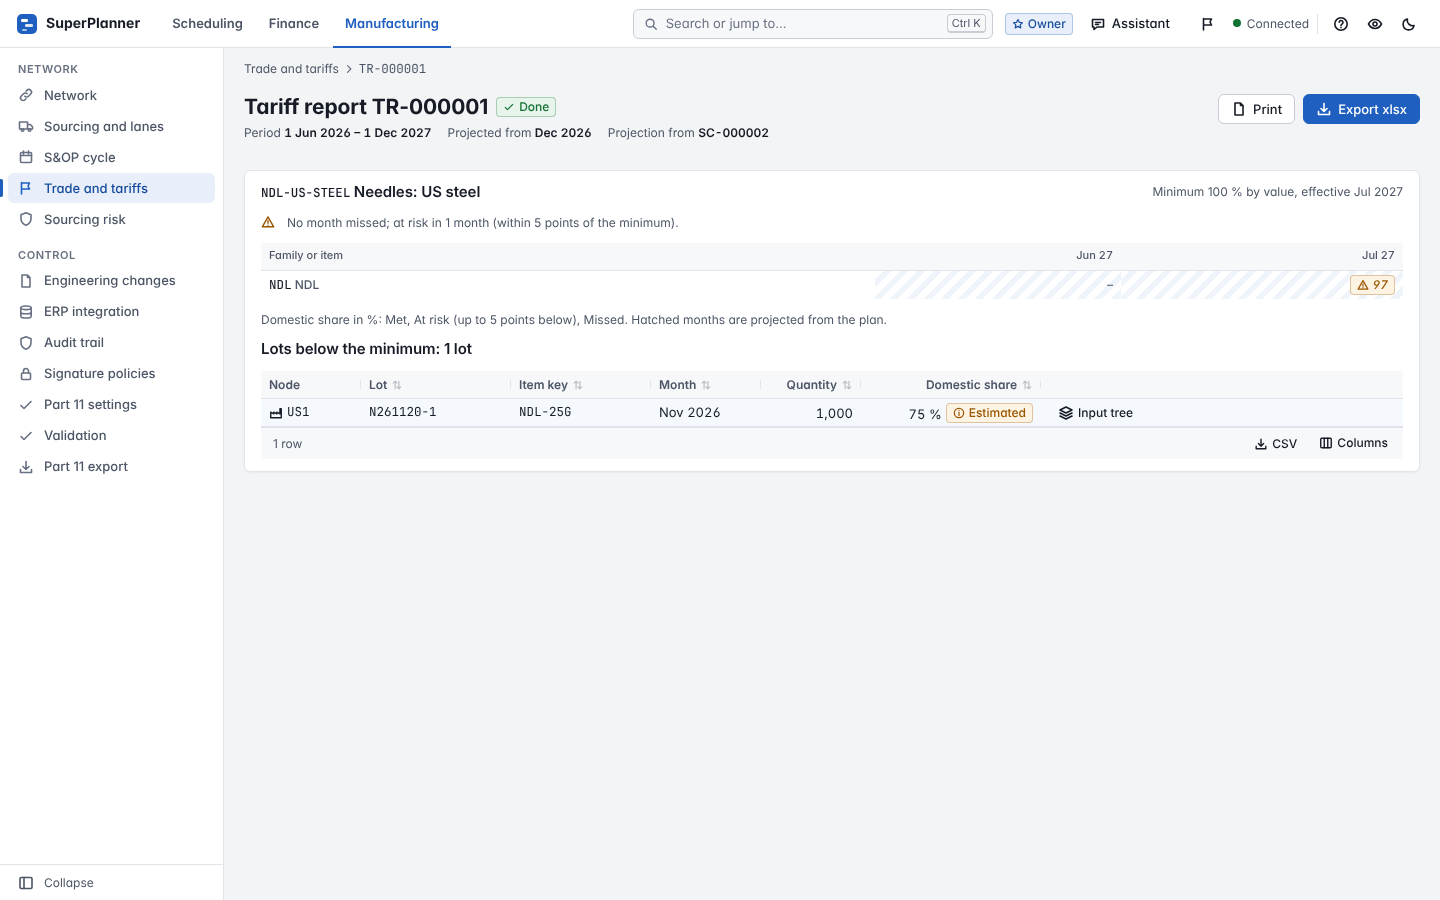 SuperPlanner
Scheduling
Finance
Manufacturing
Search or jump to...
Ctrl K
Owner
Assistant
Connected
NETWORK
Network
Sourcing and lanes
S&OP cycle
Trade and tariffs
Sourcing risk
CONTROL
Engineering changes
ERP integration
Audit trail
Signature policies
Part 11 settings
Validation
Part 11 export
Collapse
Trade and tariffs > TR-000001
Tariff report TR-000001 Done
Period 1 Jun 2026 – 1 Dec 2027 Projected from Dec 2026 Projection from SC-000002
Print
Export xlsx
NDL-US-STEEL Needles: US steel
Minimum 100 % by value, effective Jul 2027
No month missed; at risk in 1 month (within 5 points of the minimum).
Family or item Jun 27 Jul 27
NDL NDL – 97
Domestic share in %: Met, At risk (up to 5 points below), Missed. Hatched months are projected from the plan.
Lots below the minimum: 1 lot
Node Lot Item key Month Quantity Domestic share
US1 N261120-1 NDL-25G Nov 2026 1,000 75 % Estimated Input tree
1 row CSV Columns